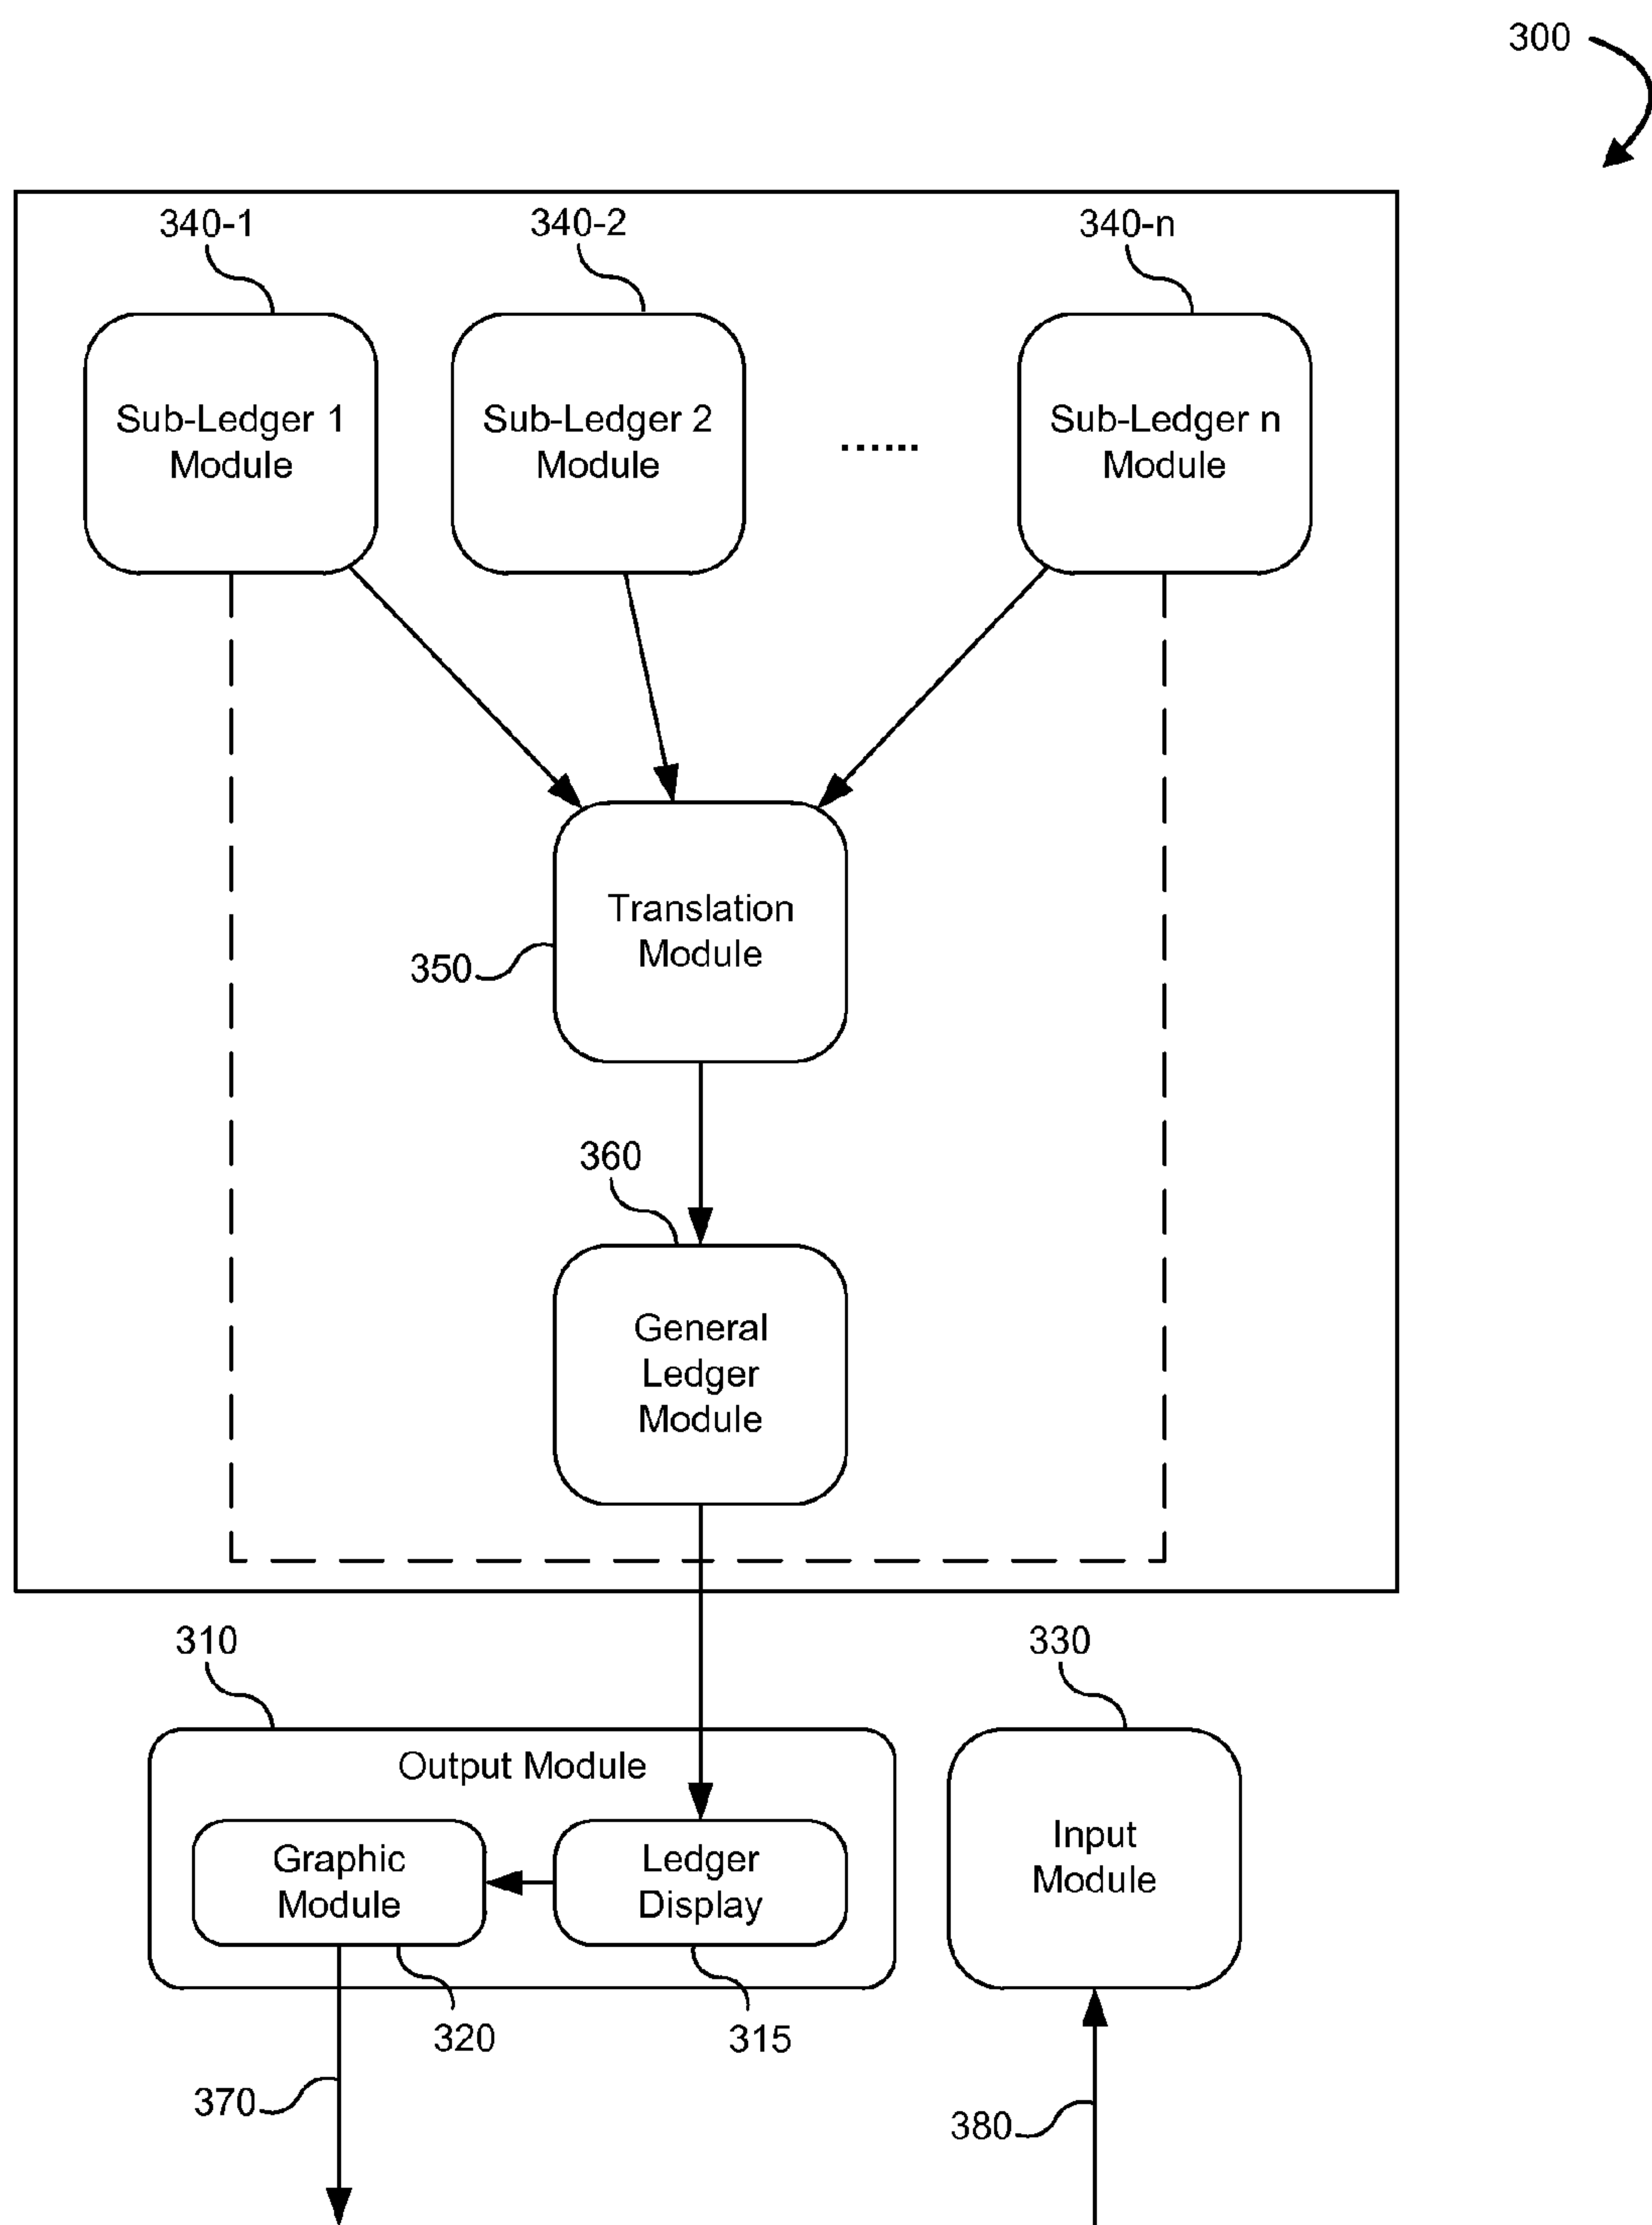 300
340-1
340-2
340-n
Sub-Ledger 1
Module
Sub-Ledger 2
Module
......
Sub-Ledger n
Module
Translation
Module
350
360
General
Ledger
Module
310
330
Output Module
Graphic
Module
Ledger
Display
Input
Module
320
315
370
380